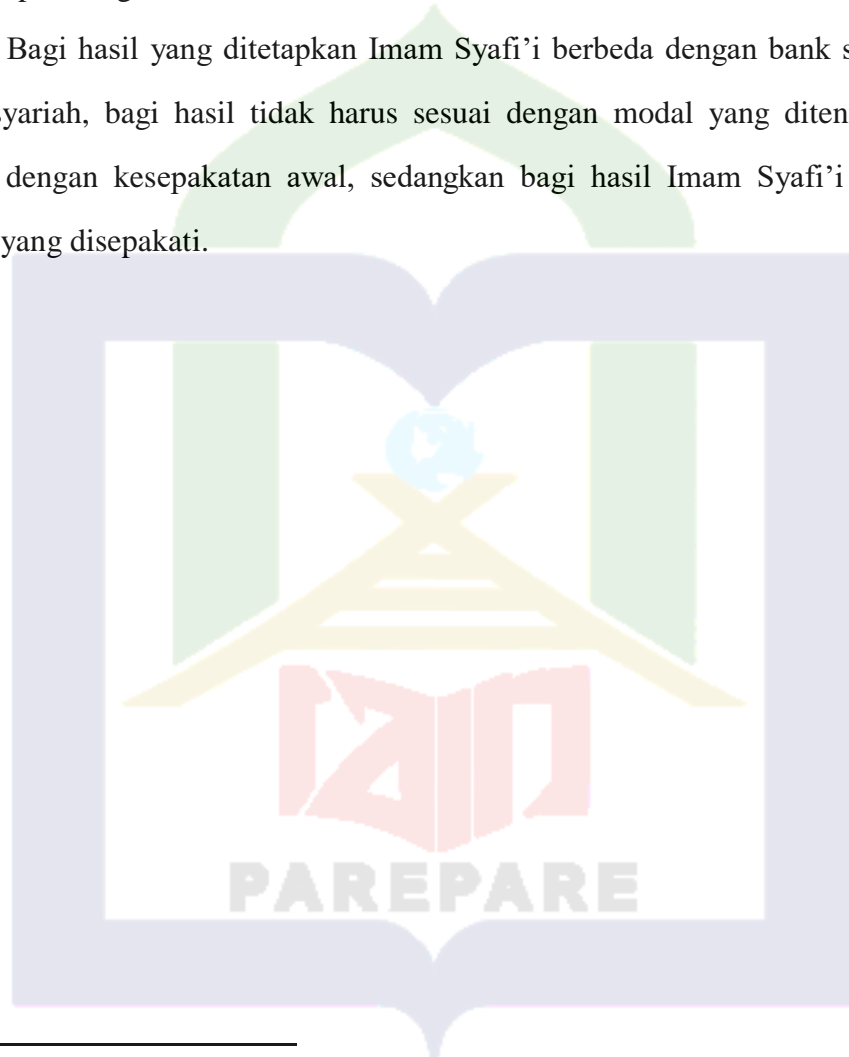 Bagi hasil yang ditetapkan Imam Syafi’i berbeda dengan bank
syariah, bagi hasil tidak harus sesuai dengan modal yang
dengan kesepakatan awal, sedangkan bagi hasil Imam Syafi’i
yang disepakati.
iain
PAREPARE